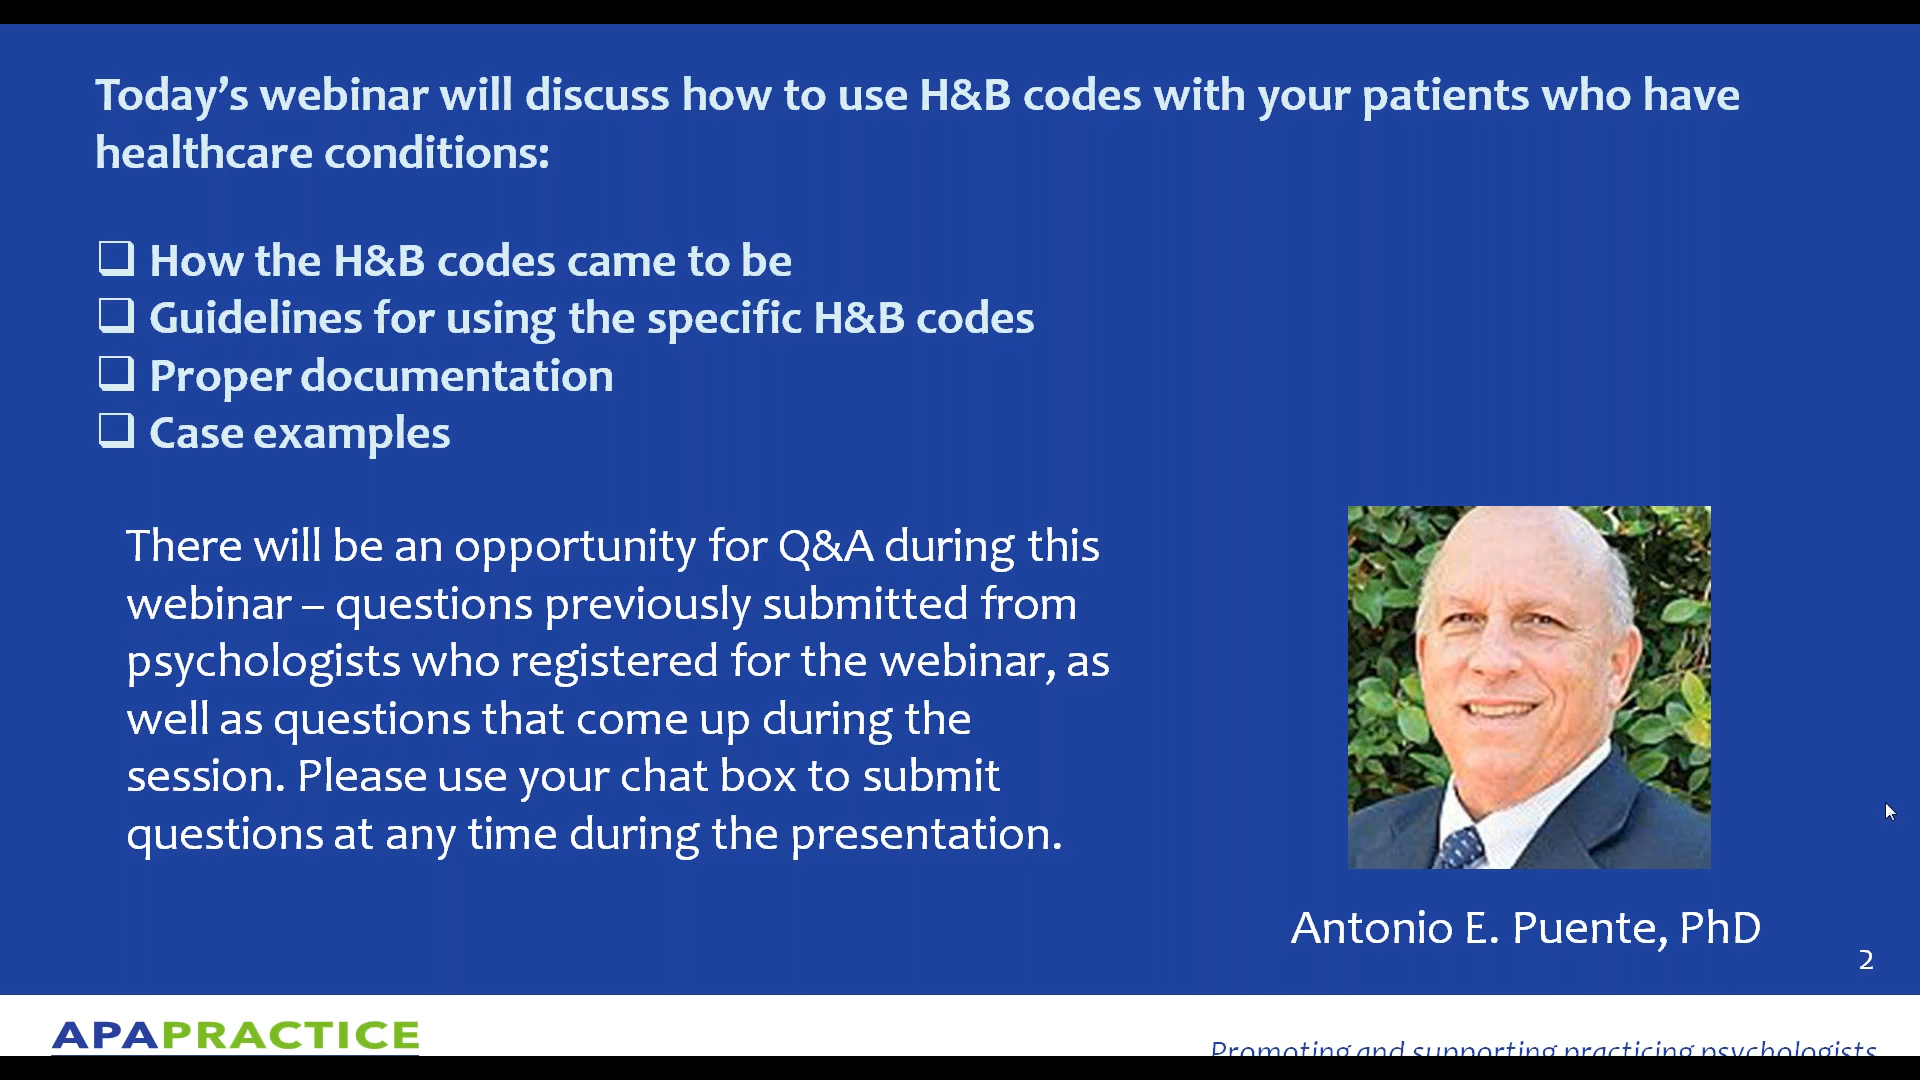 Today’s webinar will discuss how to use H&B codes with your patients who have
healthcare conditions:
❑ How the H&B codes came to be
❑ Guidelines for using the specific H&B codes
❑ Proper documentation
❑ Case examples
There will be an opportunity for Q&A during this
webinar – questions previously submitted from
psychologists who registered for the webinar, as
well as questions that come up during the
session. Please use your chat box to submit
questions at any time during the presentation.
Antonio E. Puente, PhD
2
APAPRACTICE
Promoting and supporting practicing psychologists